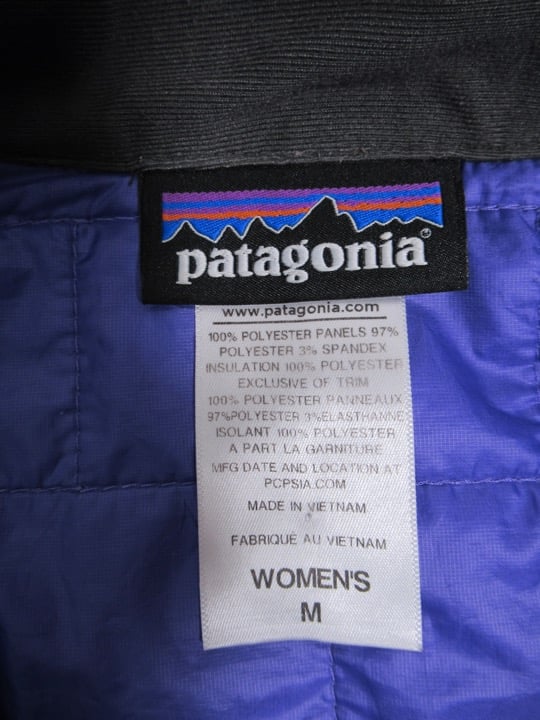 patagonia®
www.patagonia.com
100% POLYESTER PANELS 97%
POLYESTER 3% SPANDEX
INSULATION 100% POLYESTER
EXCLUSIVE OF TRIM
100% POLYESTER PANNEAUX
97%POLYESTER 3%ELASTHANNE
ISOLANT 100% POLYESTER
A PART LA GARNITURE
MFG DATE AND LOCATION AT
PCPSIA.COM
MADE IN VIETNAM
FABRIQUÉ AU VIETNAM
WOMEN'S
M